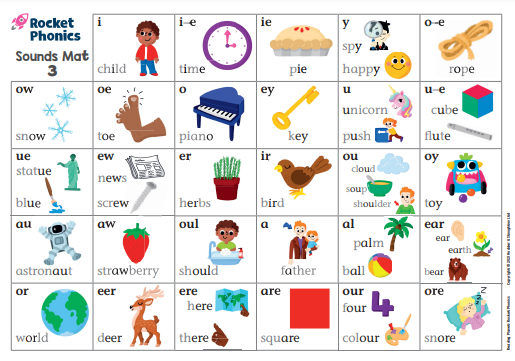 Rocket
Phonics
Sounds Mat
3
i
child
i–e
time
ie
pie
y
spy
happy
o–e
rope
ow
snow
oe
toe
o
piano
ey
key
u
unicorn
push
u–e
cube
flute
ue
statue
blue
ew
news
screw
er
herbs
ir
bird
ou
cloud
soup
shoulder
oy
toy
au
astronaut
aw
strawberry
oul
should
a
father
al
palm
ball
ear
ear
earth
bear
or
world
eer
deer
ere
here
there
are
square
our
four
4
colour
ore
snore